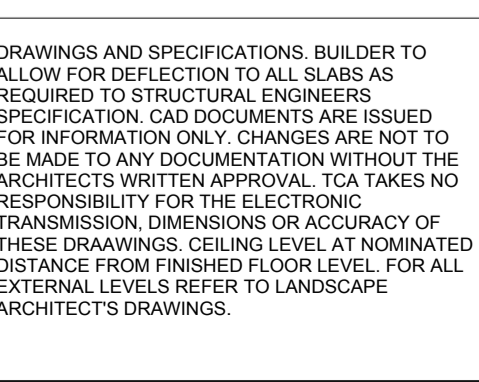 DRAWINGS AND SPECIFICATIONS. BUILDER TO
ALLOW FOR DEFLECTION TO ALL SLABS AS
REQUIRED TO STRUCTURAL ENGINEERS
SPECIFICATION. CAD DOCUMENTS ARE ISSUED
FOR INFORMATION ONLY. CHANGES ARE NOT TO
BE MADE TO ANY DOCUMENTATION WITHOUT THE
ARCHITECTS WRITTEN APPROVAL. TCA TAKES NO
RESPONSIBILITY FOR THE ELECTRONIC
TRANSMISSION, DIMENSIONS OR ACCURACY OF
THESE DRAAWINGS. CEILING LEVEL AT NOMINATED
DISTANCE FROM FINISHED FLOOR LEVEL. FOR ALL
EXTERNAL LEVELS REFER TO LANDSCAPE
ARCHITECT'S DRAWINGS.